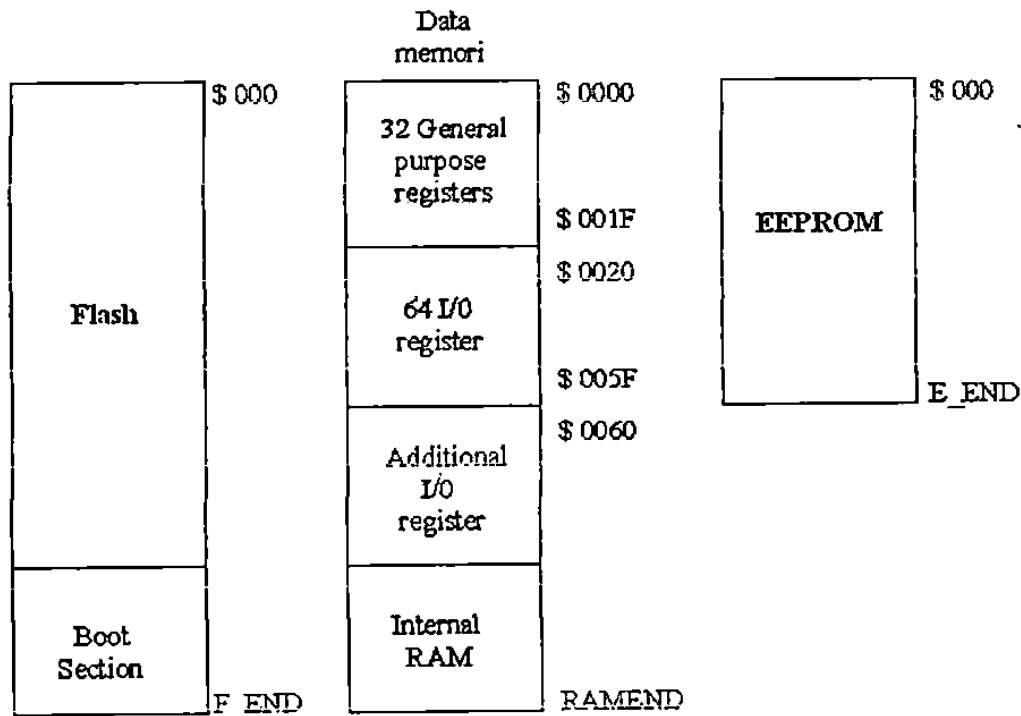 Data
memori
$ 000
Flash
Boot
Section
F_END
32 General
purpose
registers
$ 0000
$ 001F
64 I/0
register
$ 0020
$ 005F
Additional
I/0
register
$ 0060
Internal
RAM
RAMEND
$ 000
EEPROM
E_END